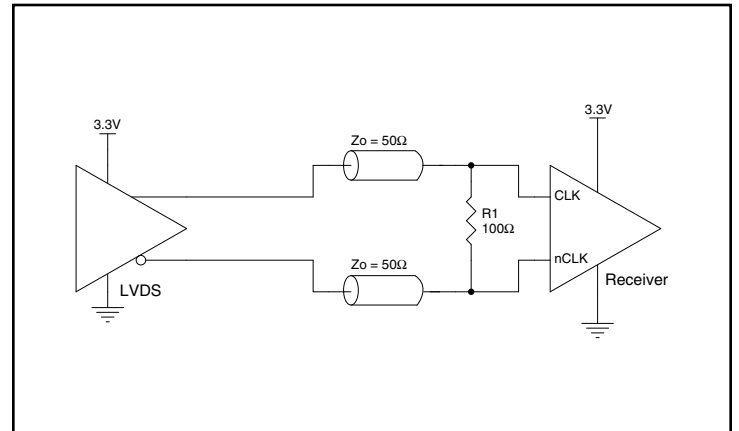 3.3V
3.3V
Zo = 50Ω
CLK
R1
100Ω
nCLK
Zo = 50Ω
Receiver
LVDS